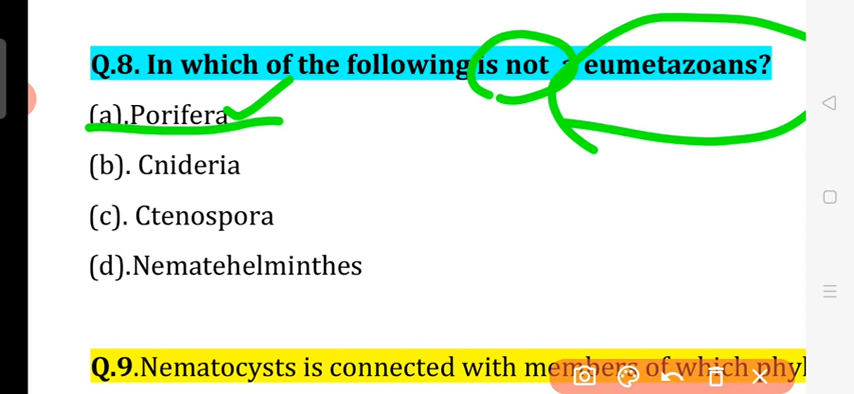 Q.8. In which of the following is not a eumetazoans?
(a).Porifera
(b). Cnideria
(c). Ctenospora
(d).Nematehelminthes
Q.9.Nematocysts is connected with members of which phyl